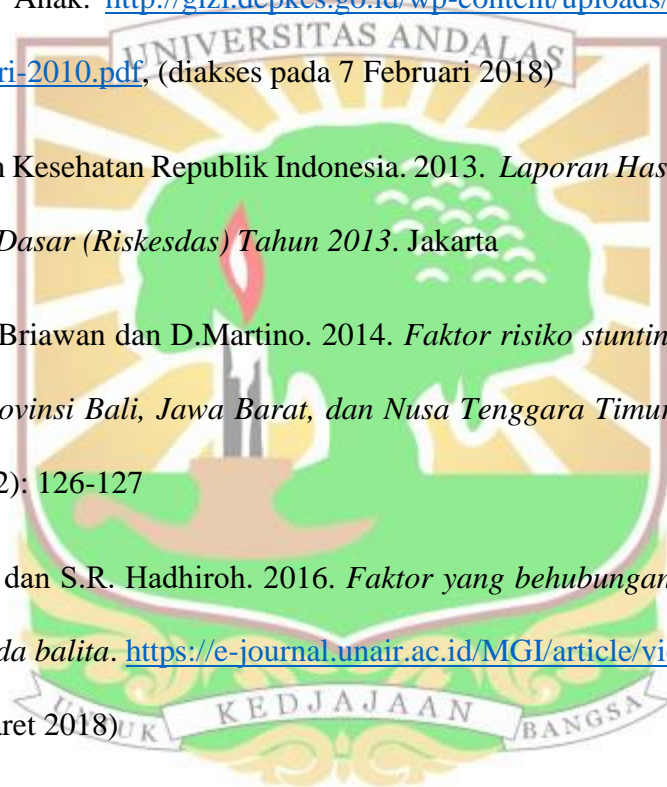 Anak. http://gizi.depkes.go.id/wp-content/uploads/
UNIVERSITAS ANDALAS
ri-2010.pdf, (diakses pada 7 Februari 2018)
n Kesehatan Republik Indonesia. 2013. Laporan Has
Dasar (Riskesdas) Tahun 2013. Jakarta
Briawan dan D.Martino. 2014. Faktor risiko stuntin
ovinsi Bali, Jawa Barat, dan Nusa Tenggara Timur
2): 126-127
dan S.R. Hadhiroh. 2016. Faktor yang behubungan
da balita. https://e-journal.unair.ac.id/MGI/article/vi
aret 2018)
UNTUK KEDJAJAAN BANGSA